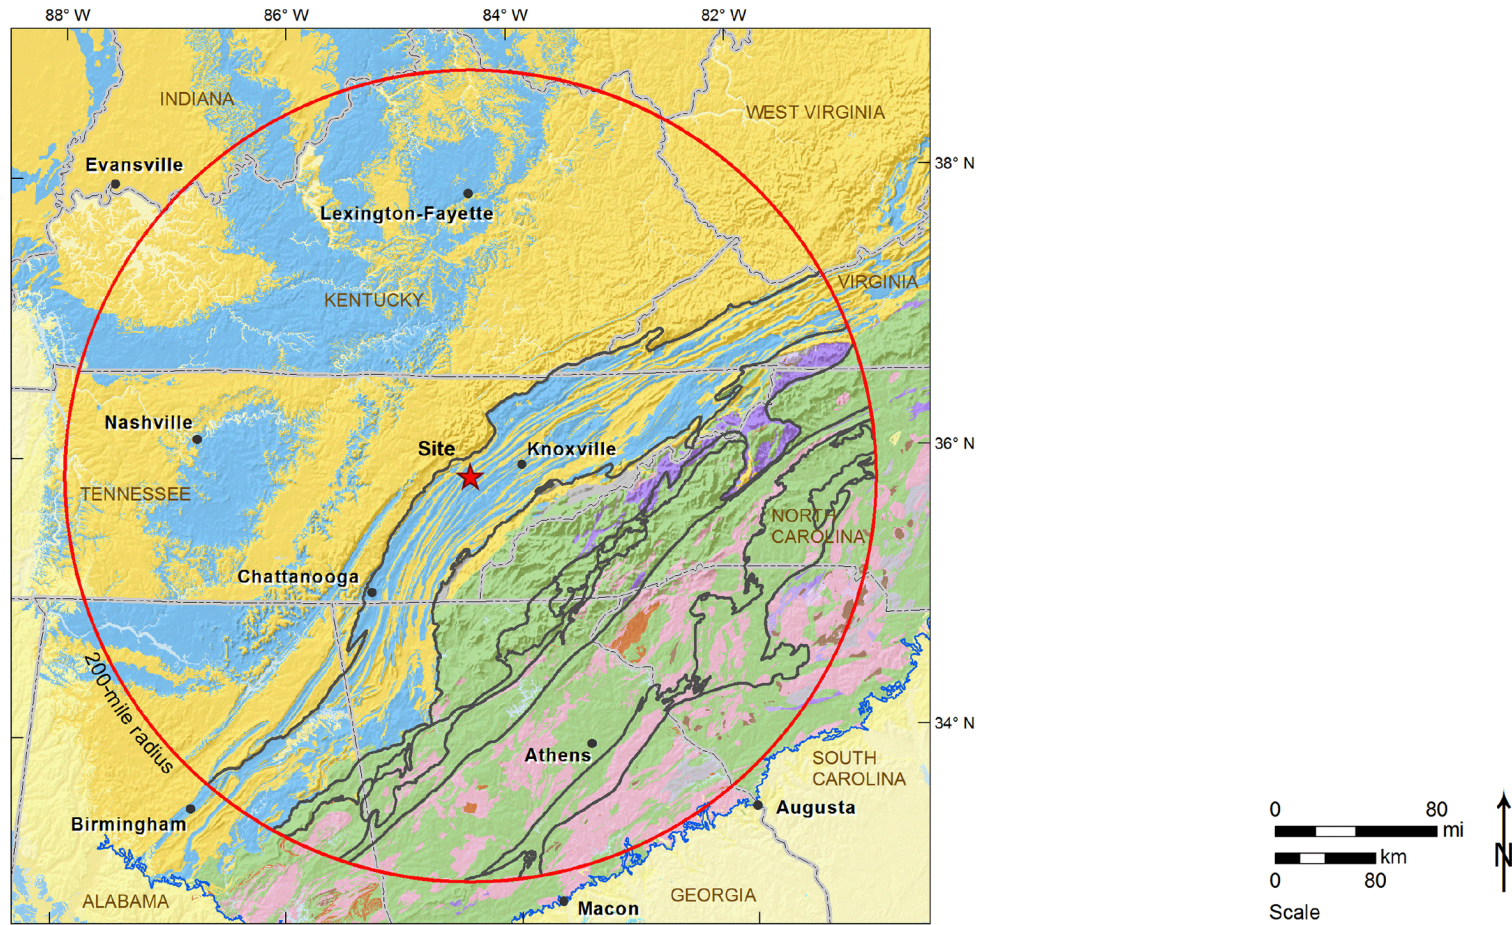 88° W 86° W 84° W 82° W
INDIANA
WEST VIRGINIA
Evansville
38° N
Lexington-Fayette
VIRGINIA
KENTUCKY
Nashville
Site
Knoxville
36° N
TENNESSEE
NORTH
CAROLINA
Chattanooga
200-mile radius
34° N
Athens
SOUTH
CAROLINA
Augusta
Birmingham
ALABAMA
GEORGIA
Macon
0 80
mi
km
0 80
Scale
N